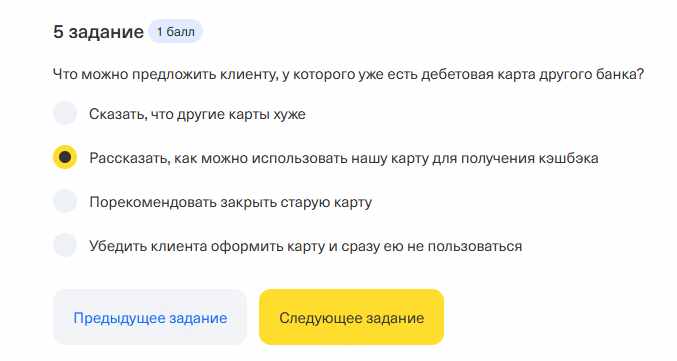 5 задание 1 балл
Что можно предложить клиенту, у которого уже есть дебетовая карта другого банка?
Сказать, что другие карты хуже
Рассказать, как можно использовать нашу карту для получения кэшбэка
Порекомендовать закрыть старую карту
Убедить клиента оформить карту и сразу ею не пользоваться
Предыдущее задание Следующее задание